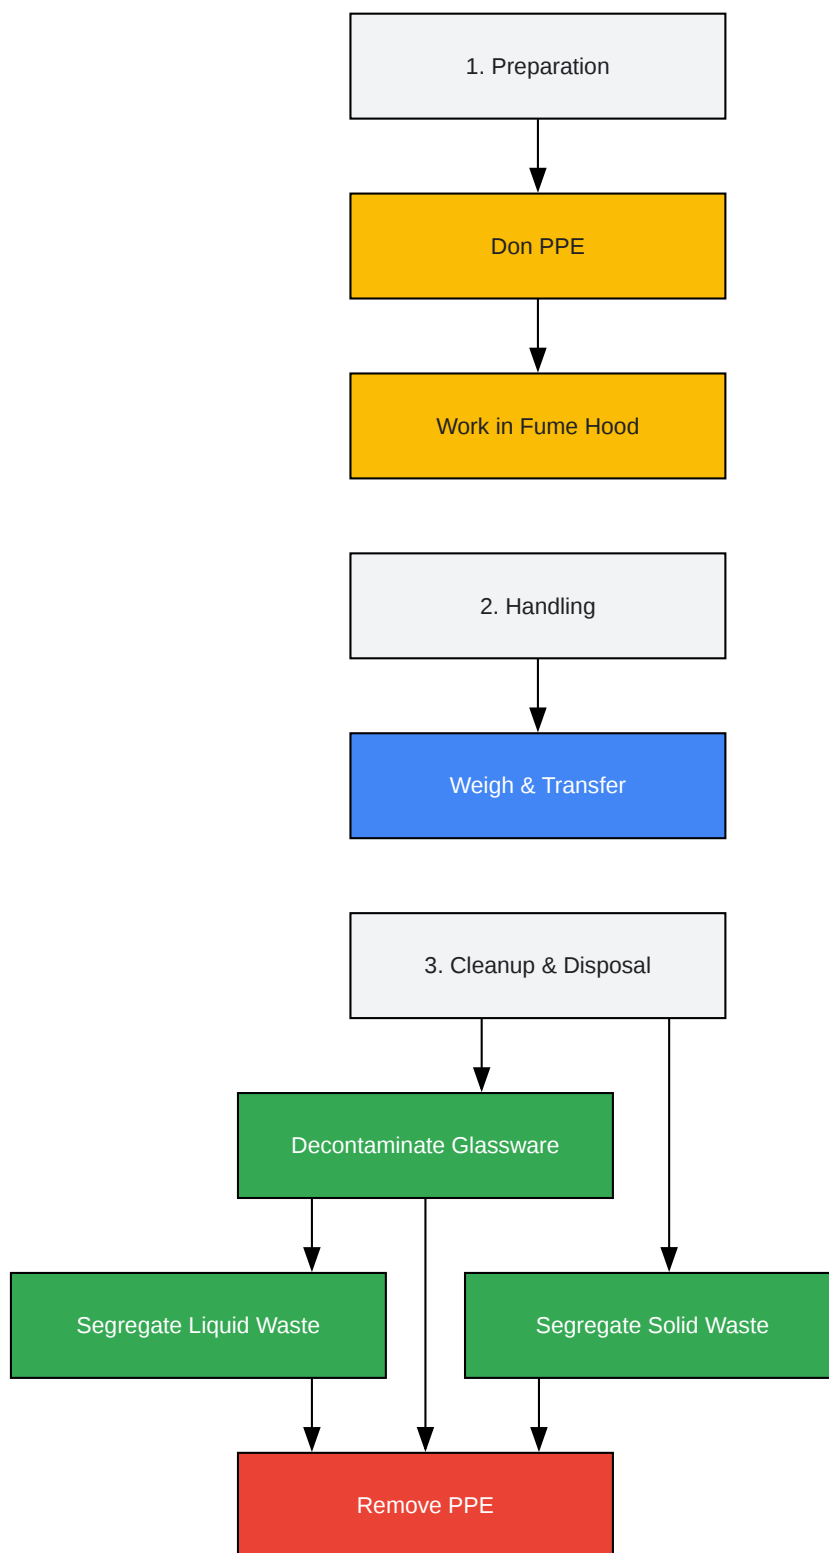 1. Preparation
Don PPE
Work in Fume Hood
2. Handling
Weigh & Transfer
3. Cleanup & Disposal
Decontaminate Glassware
Segregate Liquid Waste
Segregate Solid Waste
Remove PPE